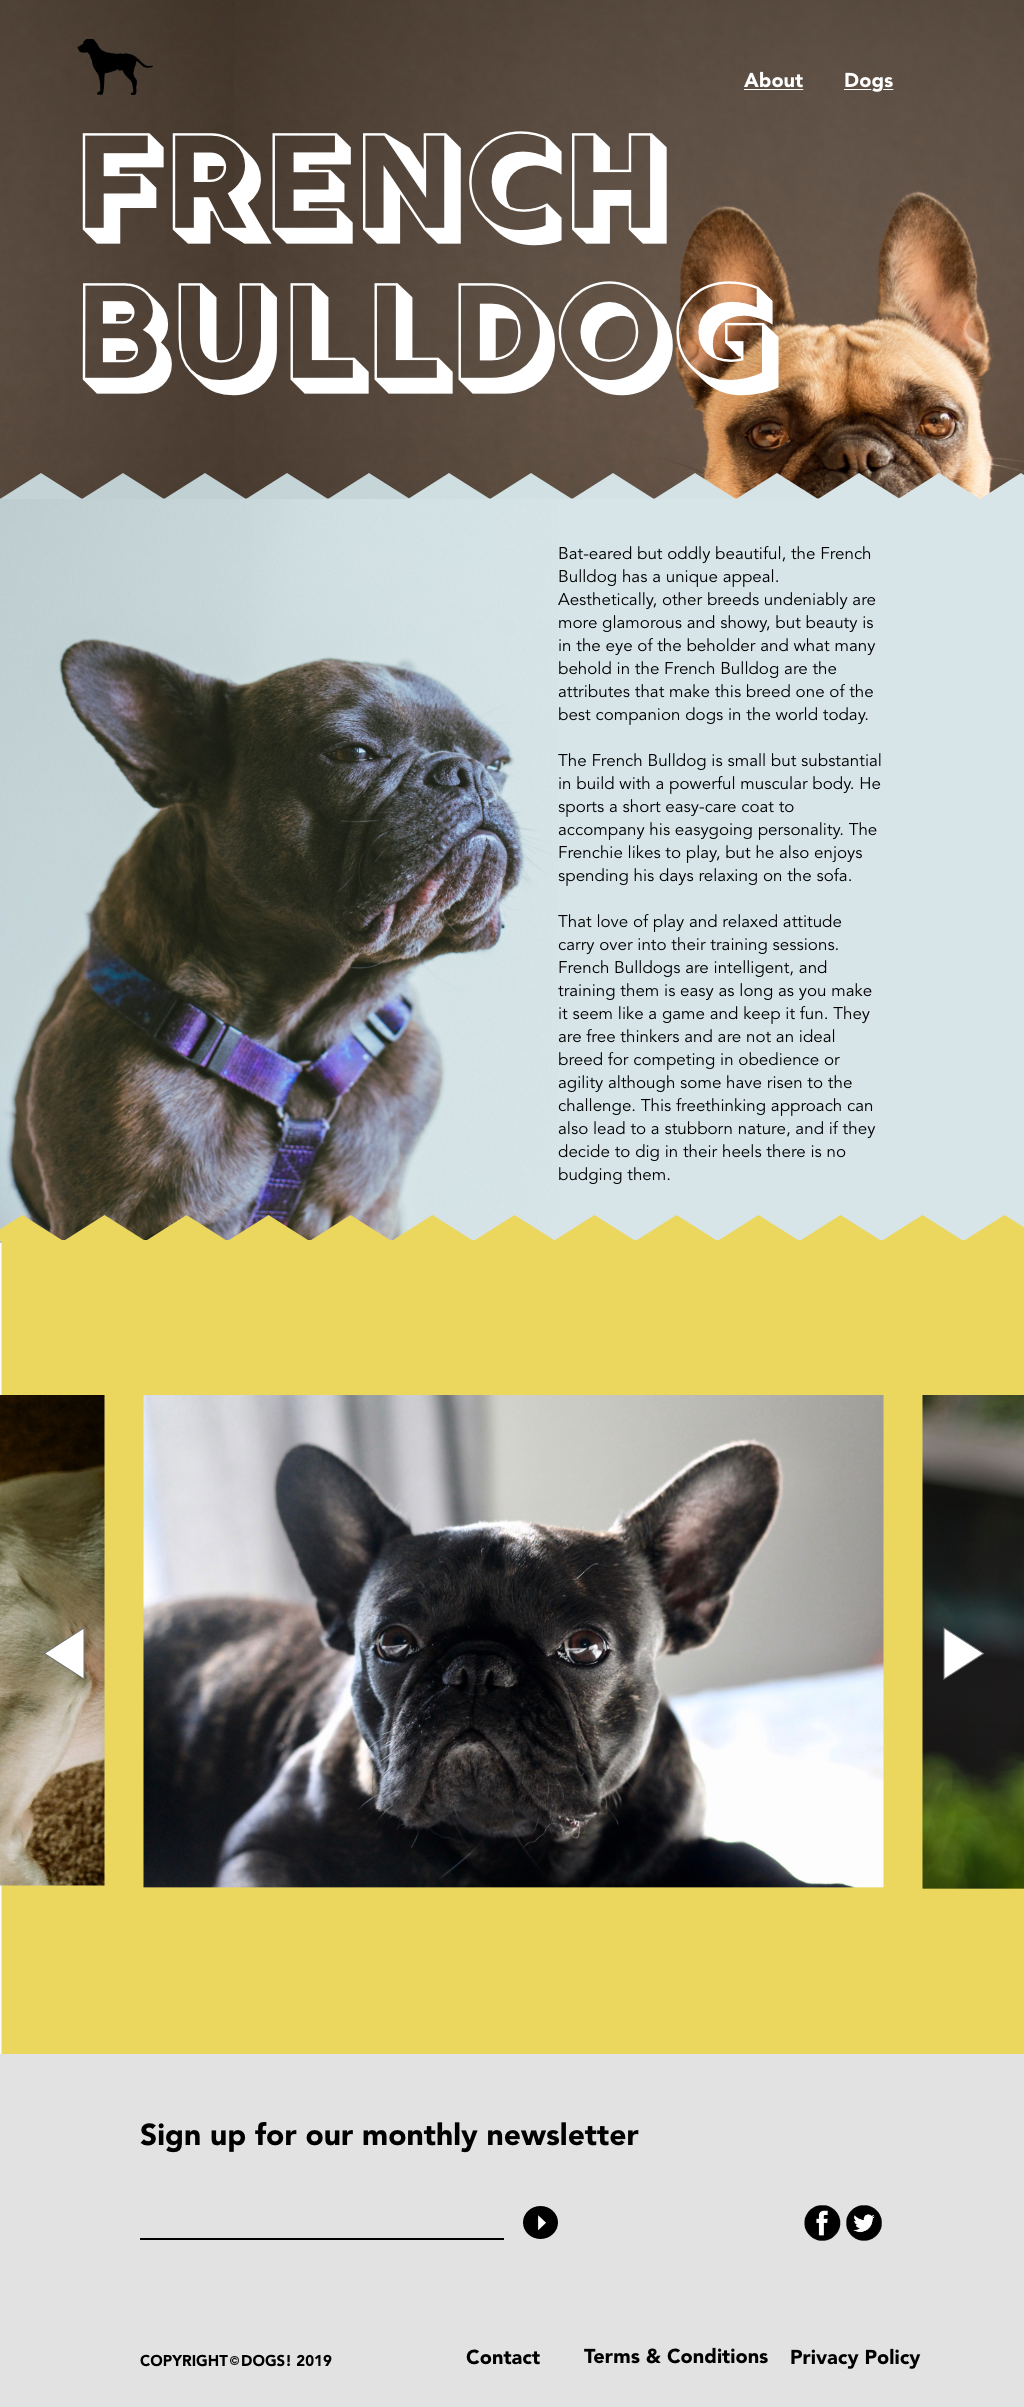 About Dogs
FRENCH
BULLDOG
Bat-eared but oddly beautiful, the French
Bulldog has a unique appeal.
Aesthetically, other breeds undeniably are
more glamorous and showy, but beauty is
in the eye of the beholder and what many
behold in the French Bulldog are the
attributes that make this breed one of the
best companion dogs in the world today.
The French Bulldog is small but substantial
in build with a powerful muscular body. He
sports a short easy-care coat to
accompany his easygoing personality. The
Frenchie likes to play, but he also enjoys
spending his days relaxing on the sofa.
That love of play and relaxed attitude
carry over into their training sessions.
French Bulldogs are intelligent, and
training them is easy as long as you make
it seem like a game and keep it fun. They
are free thinkers and are not an ideal
breed for competing in obedience or
agility although some have risen to the
challenge. This freethinking approach can
also lead to a stubborn nature, and if they
decide to dig in their heels there is no
budging them.
Sign up for our monthly newsletter
COPYRIGHT©DOGS! 2019 Contact Terms & Conditions Privacy Policy